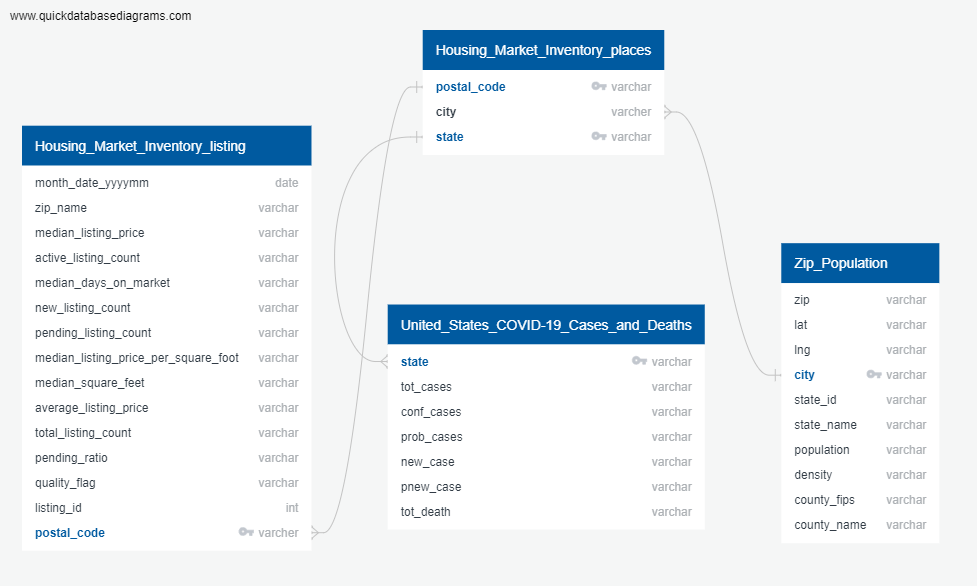 www.quickdatabasediagrams.com
Housing_Market_Inventory_places
postal_code varchar
city varcher
state varchar
Housing_Market_Inventory_listing
month_date_yyyymm date
zip_name varchar
median_listing_price varchar
active_listing_count varchar
median_days_on_market varchar
new_listing_count varchar
pending_listing_count varchar
median_listing_price_per_square_foot varchar
median_square_feet varchar
average_listing_price varchar
total_listing_count varchar
pending_ratio varchar
quality_flag varchar
listing_id int
postal_code varcher
United_States_COVID-19_Cases_and_Deaths
state varchar
tot_cases varchar
conf_cases varchar
prob_cases varchar
new_case varchar
pnew_case varchar
tot_death varchar
Zip_Population
zip varchar
lat varchar
lng varchar
city varchar
state_id varchar
state_name varchar
population varchar
density varchar
county_fips varchar
county_name varchar